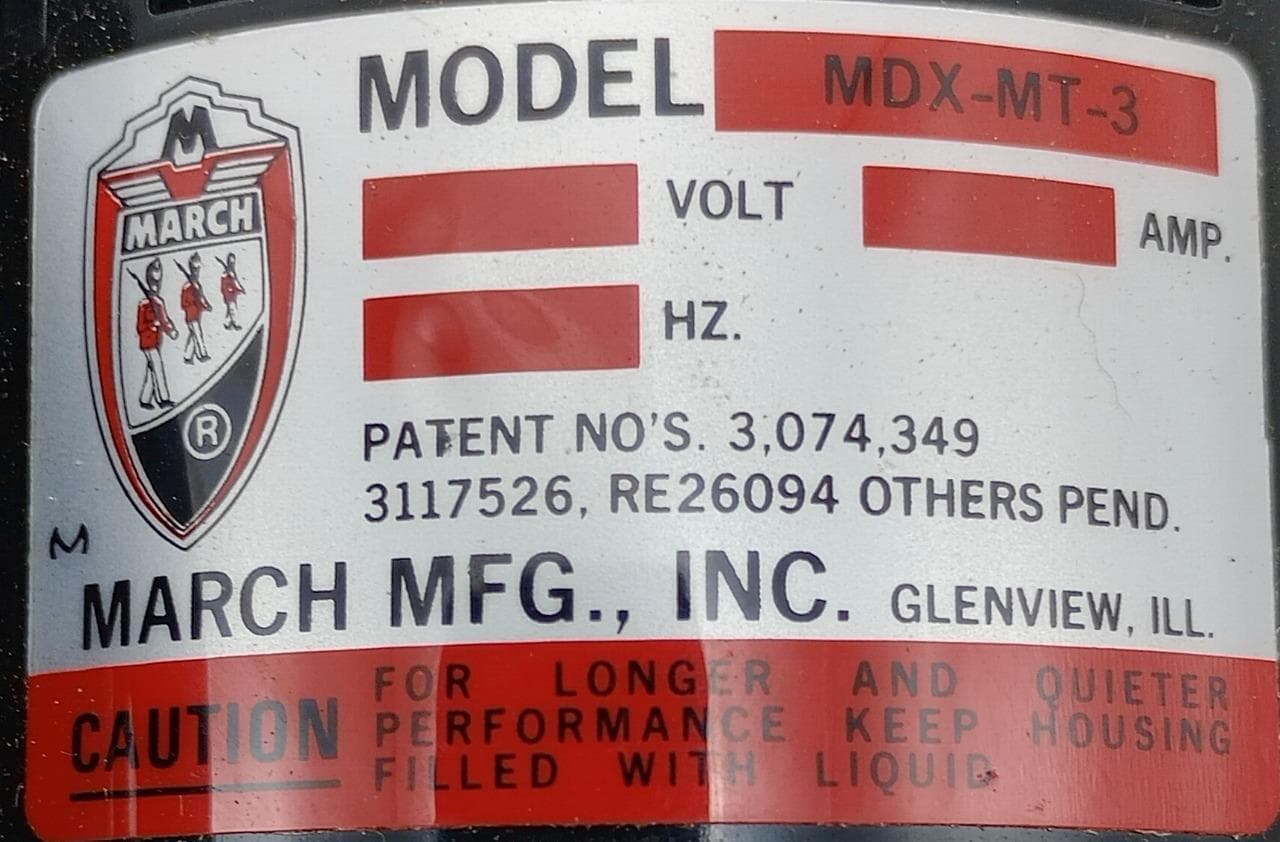 MODEL MDX-MT-3
M
MARCH
VOLT AMP.
HZ.
®
PATENT NO'S. 3,074,349
3117526, RE26094 OTHERS PEND.
M
MARCH MFG., INC. GLENVIEW, ILL.
CAUTION
FOR LONGER AND QUIETER
PERFORMANCE KEEP HOUSING
FILLED WITH LIQUID